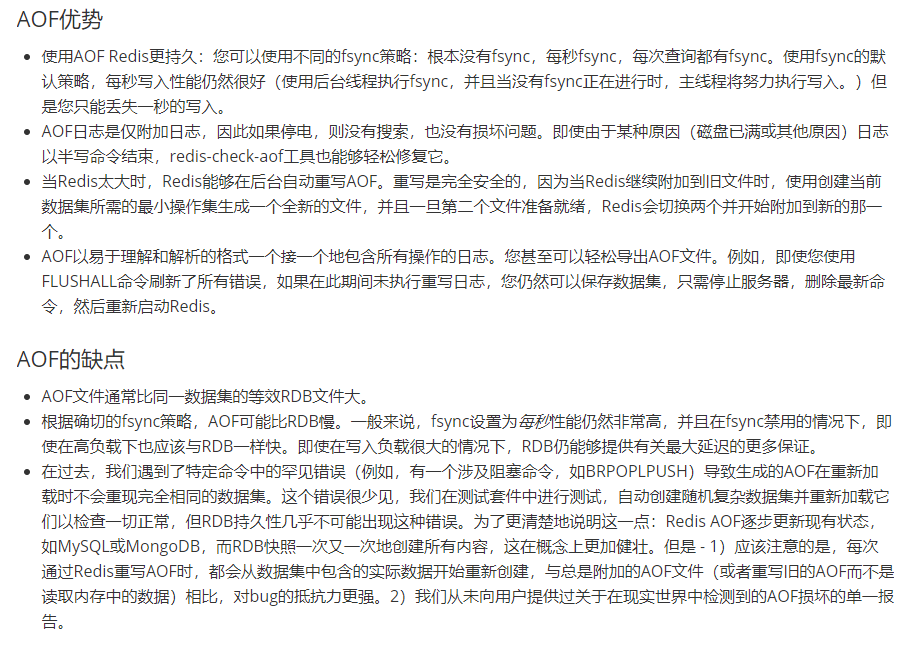 AOF优势
使用AOF Redis更持久：您可以使用不同的fsync策略：根本没有fsync，每秒fsync，每次查询都有fsync。使用fsync的默
认策略，每秒写入性能仍然很好（使用后台线程执行fsync，并且当没有fsync正在进行时，主线程将努力执行写入。）但
是您只能丢失一秒的写入。
AOF日志是仅附加日志，因此如果停电，则没有搜索，也没有损坏问题。即使由于某种原因（磁盘已满或其他原因）日志
以半写命令结束，redis-check-aof工具也能够轻松修复它。
当Redis太大时，Redis能够在后台自动重写AOF。重写是完全安全的，因为当Redis继续附加到旧文件时，使用创建当前
数据集所需的最小操作集生成一个全新的文件，并且一旦第二个文件准备就绪，Redis会切换两个并开始附加到新的那一
个。
AOF以易于理解和解析的格式一个接一个地包含所有操作的日志。您甚至可以轻松导出AOF文件。例如，即使您使用
FLUSHALL命令刷新了所有错误，如果在此期间未执行重写日志，您仍然可以保存数据集，只需停止服务器，删除最新命
令，然后重新启动Redis。
AOF的缺点
AOF文件通常比同一数据集的等效RDB文件大。
根据确切的fsync策略，AOF可能比RDB慢。一般来说，fsync设置为每秒性能仍然非常高，并且在fsync禁用的情况下，即
使在高负载下也应该与RDB一样快。即使在写入负载很大的情况下，RDB仍能够提供有关最大延迟的更多保证。
在过去，我们遇到了特定命令中的罕见错误（例如，有一个涉及阻塞命令，如BRPOPLPUSH）导致生成的AOF在重新加
载时不会重现完全相同的数据集。这个错误很少见，我们在测试套件中进行测试，自动创建随机复杂数据集并重新加载它
们以检查一切正常，但RDB持久性几乎不可能出现这种错误。为了更清楚地说明这一点：Redis AOF逐步更新现有状态，
如MySQL或MongoDB，而RDB快照一次又一次地创建所有内容，这在概念上更加健壮。但是 - 1）应该注意的是，每次
通过Redis重写AOF时，都会从数据集中包含的实际数据开始重新创建，与总是附加的AOF文件（或者重写旧的AOF而不是
读取内存中的数据）相比，对bug的抵抗力更强。2）我们从未向用户提供过关于在现实世界中检测到的AOF损坏的单一报
告。